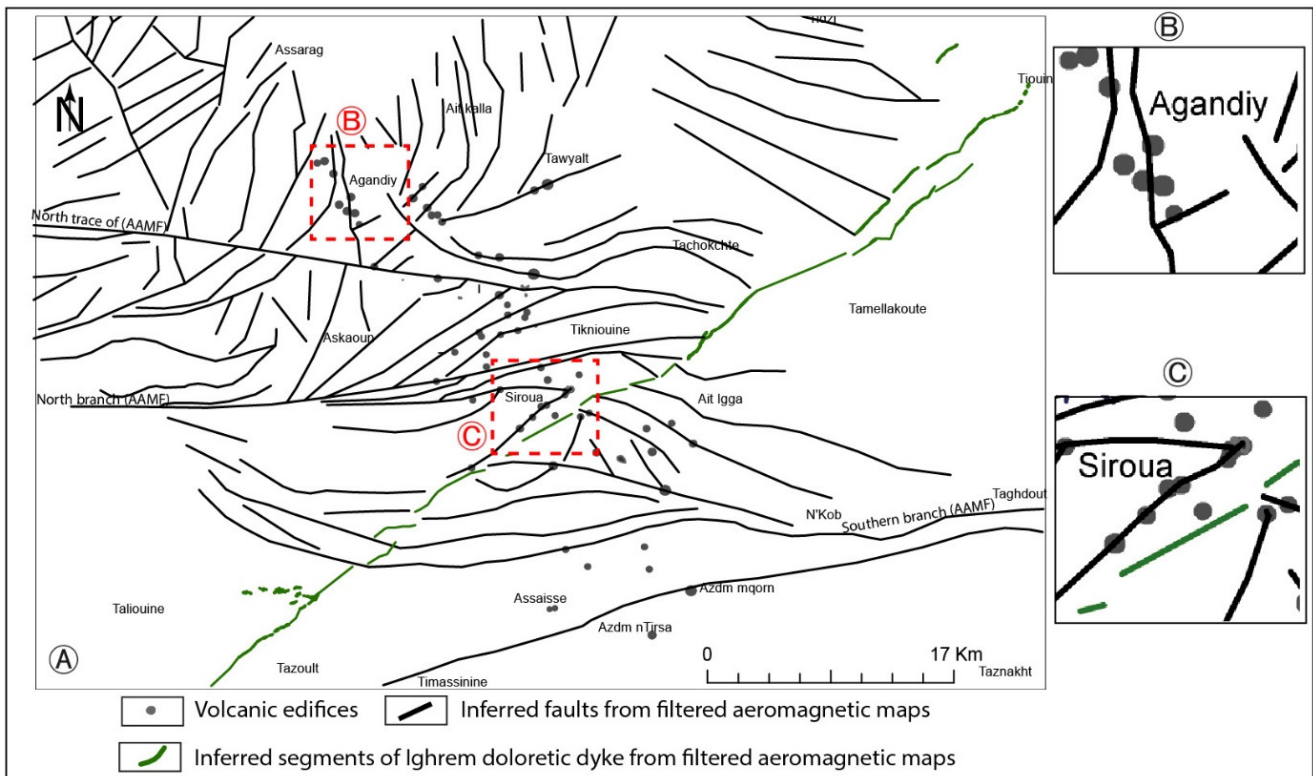 B
Assarag
Tiouin
N
Ait kalla
Agandiy
B
Tawyalt
Agandiy
North trace of (AAMF)
Tachokchte
Tamellakoute
Askaoun
Tikniouine
C
North branch (AAMF)
Siroua
Ait Igga
C
Siroua
Taghdout
N'Kob
Southern branch (AAMF)
Azdm mqorn
Assaisse
Taliouine
Azdm nTirsa
A
Tazoult
0 17 Km
Timassinine
Taznakht
Volcanic edifices
Inferred faults from filtered aeromagnetic maps
Inferred segments of Ighrem doloretic dyke from filtered aeromagnetic maps